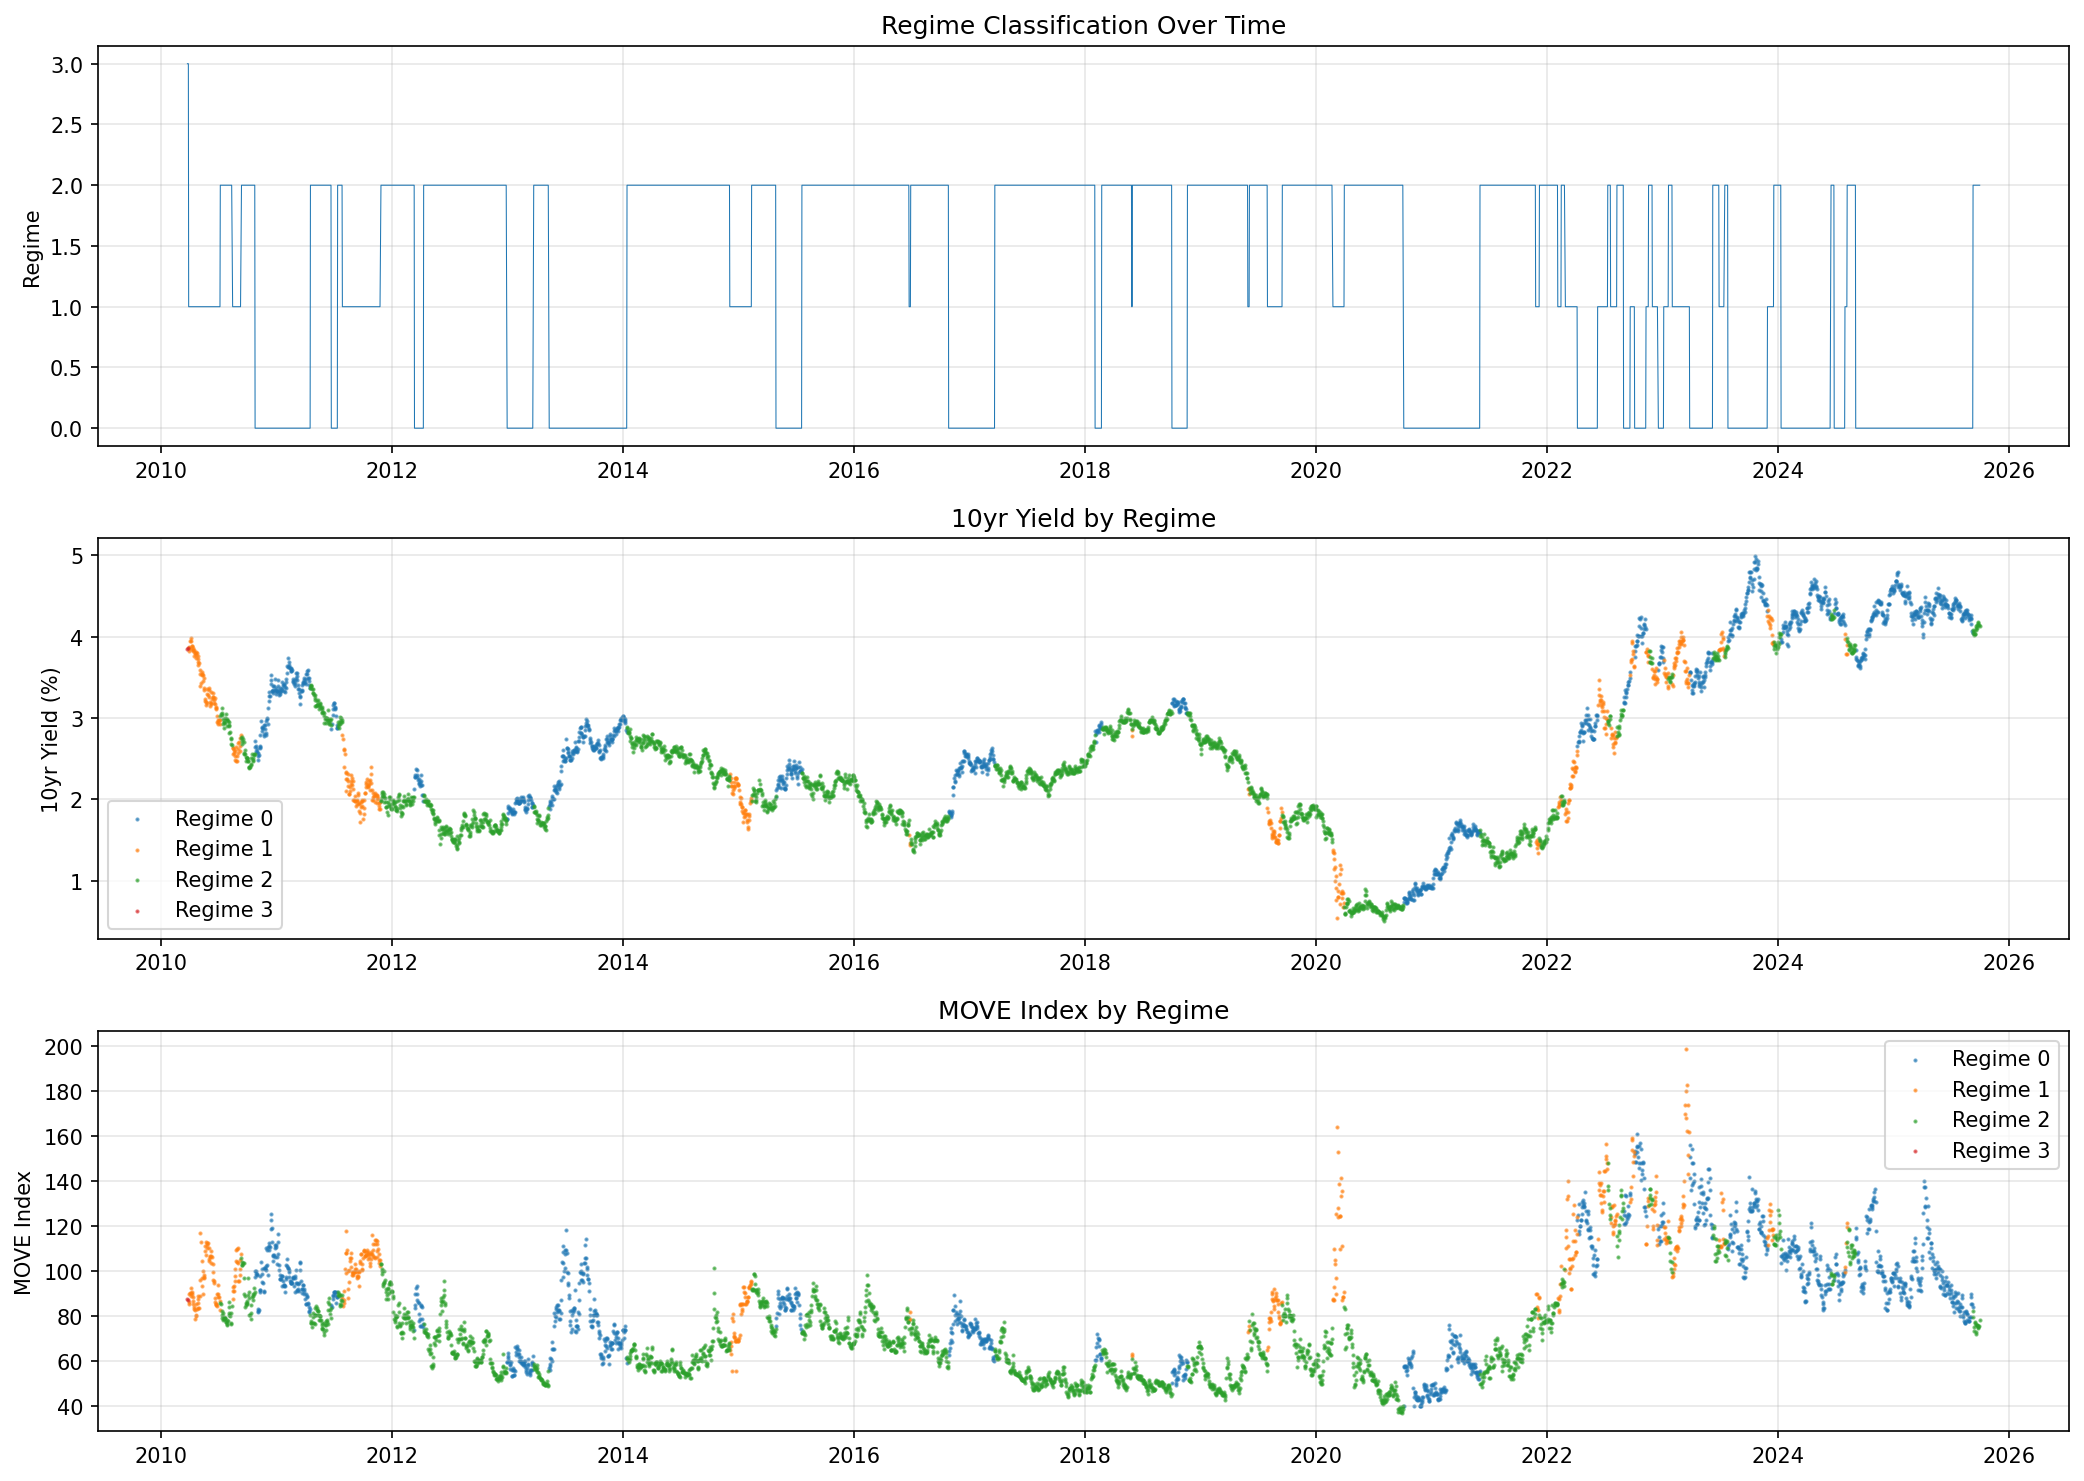 Regime Classification Over Time
Regime
3.0
2.5
2.0
1.5
1.0
0.5
0.0
2010 2012 2014 2016 2018 2020 2022 2024 2026
10yr Yield by Regime
10yr Yield (%)
5
4
3
2
1
Regime 0
Regime 1
Regime 2
Regime 3
2010 2012 2014 2016 2018 2020 2022 2024 2026
MOVE Index by Regime
MOVE Index
200
180
160
140
120
100
80
60
40
Regime 0
Regime 1
Regime 2
Regime 3
2010 2012 2014 2016 2018 2020 2022 2024 2026